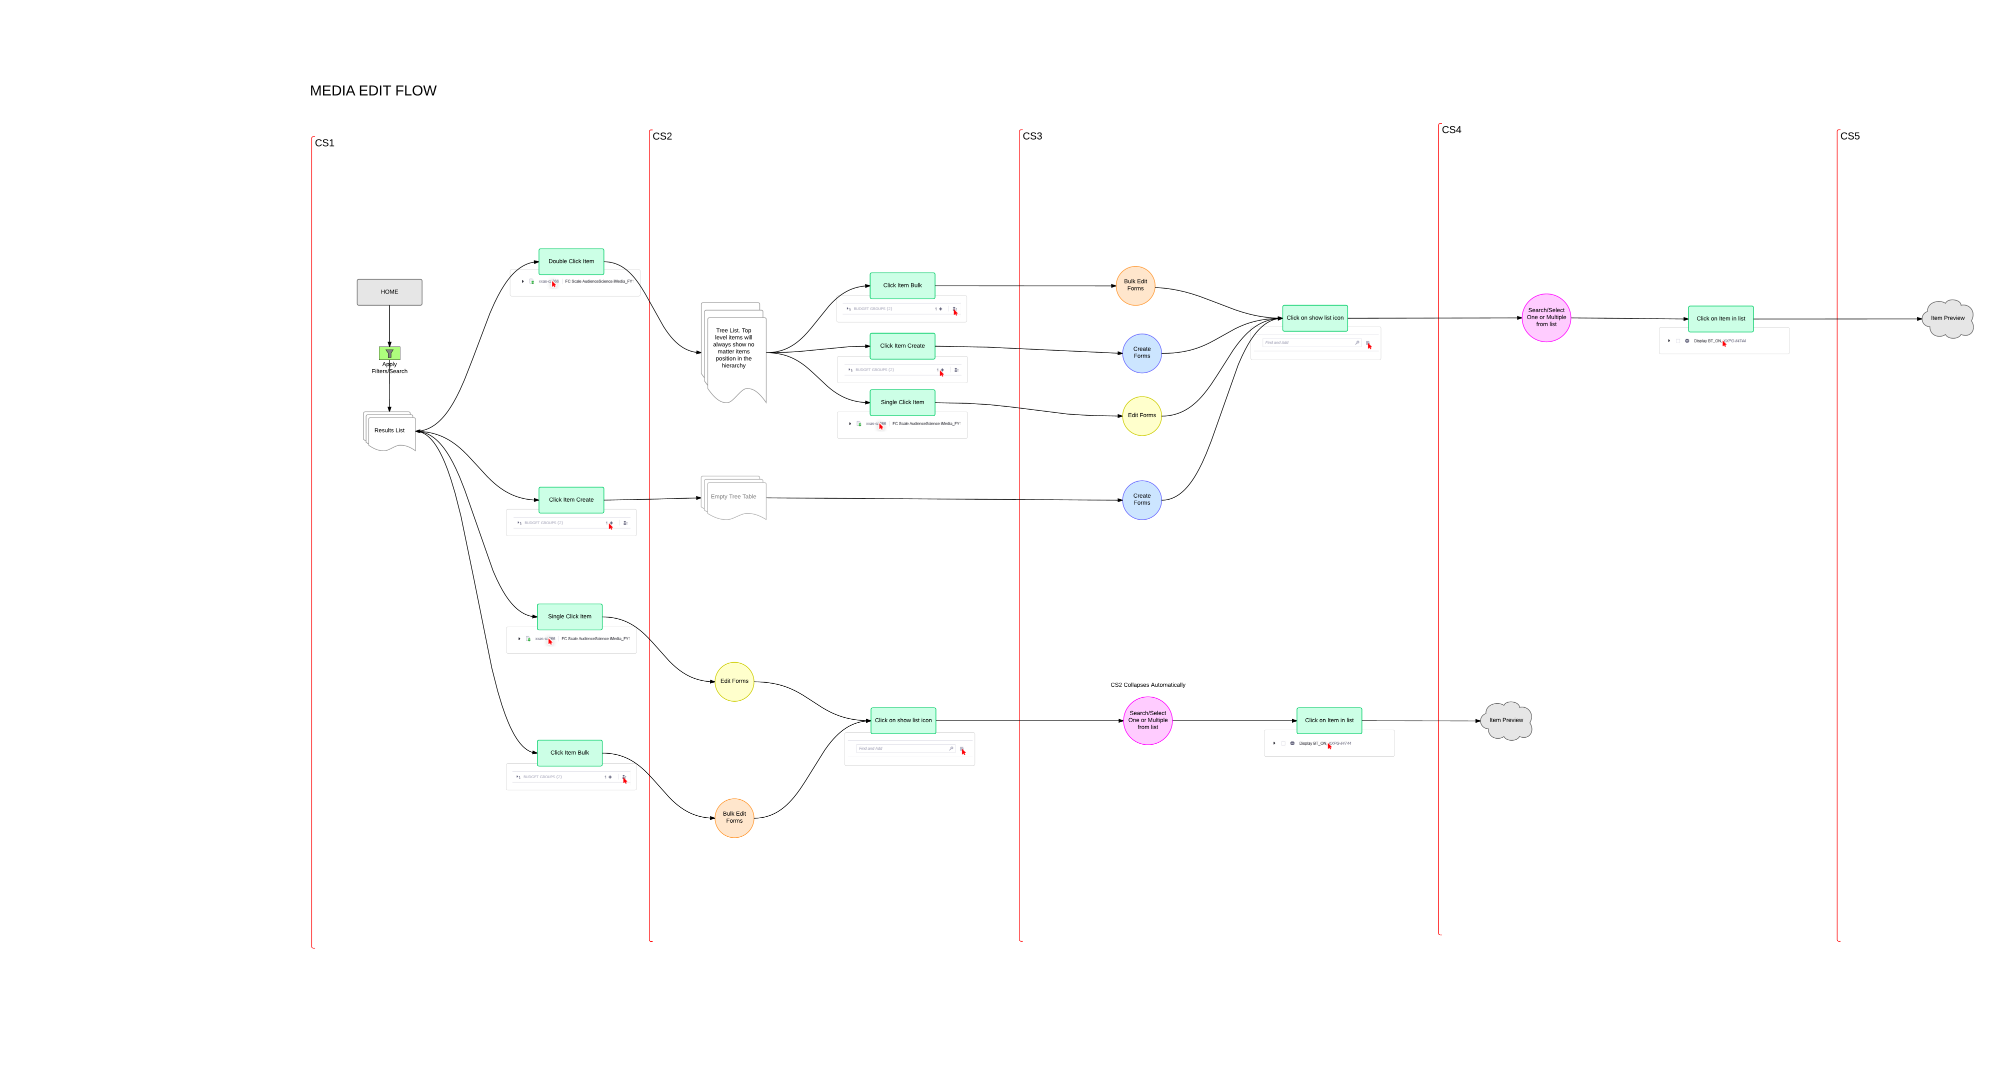 MEDIA EDIT FLOW
CS1
CS2
CS3
CS4
CS5
HOME
Apply
Filters/Search
Results List
Double Click Item
FC Scale AudienceScience iMedia_FY
Click Item Create
BUDGET GROUPS (2)
Single Click Item
FC Scale AudienceScience iMedia_FY
Click Item Bulk
BUDGET GROUPS (2)
Tree List. Top
level items will
always show no
matter items
position in the
hierarchy
Click Item Bulk
BUDGET GROUPS (2)
Click Item Create
BUDGET GROUPS (2)
Single Click Item
FC Scale AudienceScience iMedia_FY
Empty Tree Table
Edit Forms
Bulk Edit
Forms
Click on show list icon
Find and Add
Bulk Edit
Forms
Create
Forms
Edit Forms
Create
Forms
Click on show list icon
Find and Add
CS2 Collapses Automatically
Search/Select
One or Multiple
from list
Click on Item in list
Display BT_ON_
Item Preview
Search/Select
One or Multiple
from list
Click on Item in list
Display BT_ON_
Item Preview